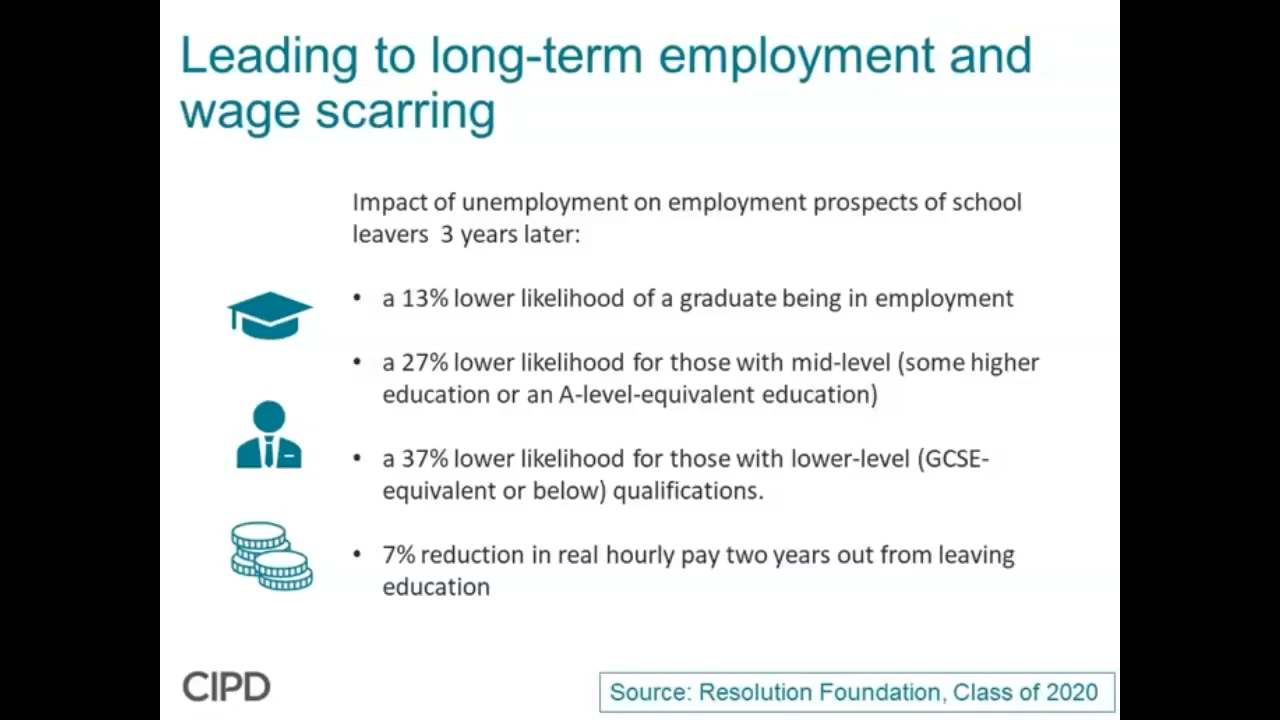 Leading to long-term employment and
wage scarring
Impact of unemployment on employment prospects of school
leavers  3 years later:
• a 13% lower likelihood of a graduate being in employment
• a 27% lower likelihood for those with mid-level (some higher
education or an A-level-equivalent education)
• a 37% lower likelihood for those with lower-level (GCSE-
equivalent or below) qualifications.
• 7% reduction in real hourly pay two years out from leaving
education
CIPD
Source: Resolution Foundation, Class of 2020